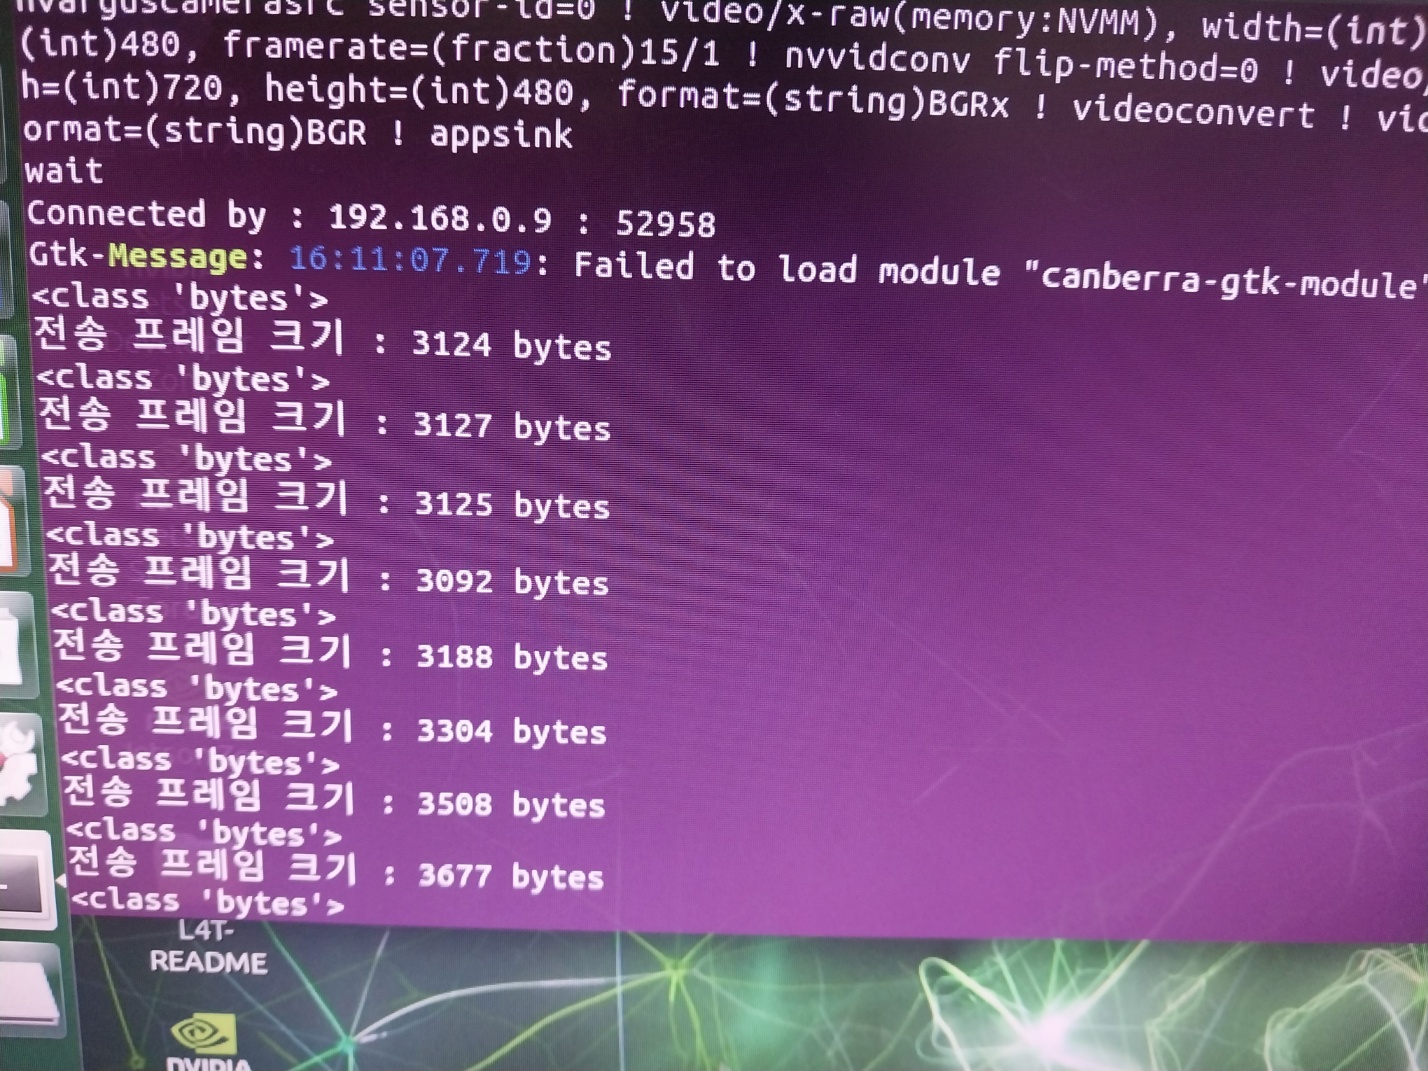 nvarguscamerasrc sensor-id=0 ! video/x-raw(memory:NVMM), width=(int)
(int)480, framerate=(fraction)15/1 ! nvvidconv flip-method=0 ! video/
h=(int)720, height=(int)480, format=(string)BGRx ! videoconvert !
ormat=(string)BGR ! appsink
wait
Connected by : 192.168.0.9 : 52958
Gtk-Message: 16:11:07.719: Failed to load module "canberra-gtk-module"
<class 'bytes'>
전송 프레임 크기 : 3124 bytes
<class 'bytes'>
전송 프레임 크기 : 3127 bytes
<class 'bytes'>
전송 프레임 크기 : 3125 bytes
<class 'bytes'>
전송 프레임 크기 : 3092 bytes
<class 'bytes'>
전송 프레임 크기 : 3188 bytes
<class 'bytes'>
전송 프레임 크기 : 3304 bytes
<class 'bytes'>
전송 프레임 크기 : 3508 bytes
<class 'bytes'>
전송 프레임 크기 : 3677 bytes
<class 'bytes'>
L4T-
README
NVIDIA